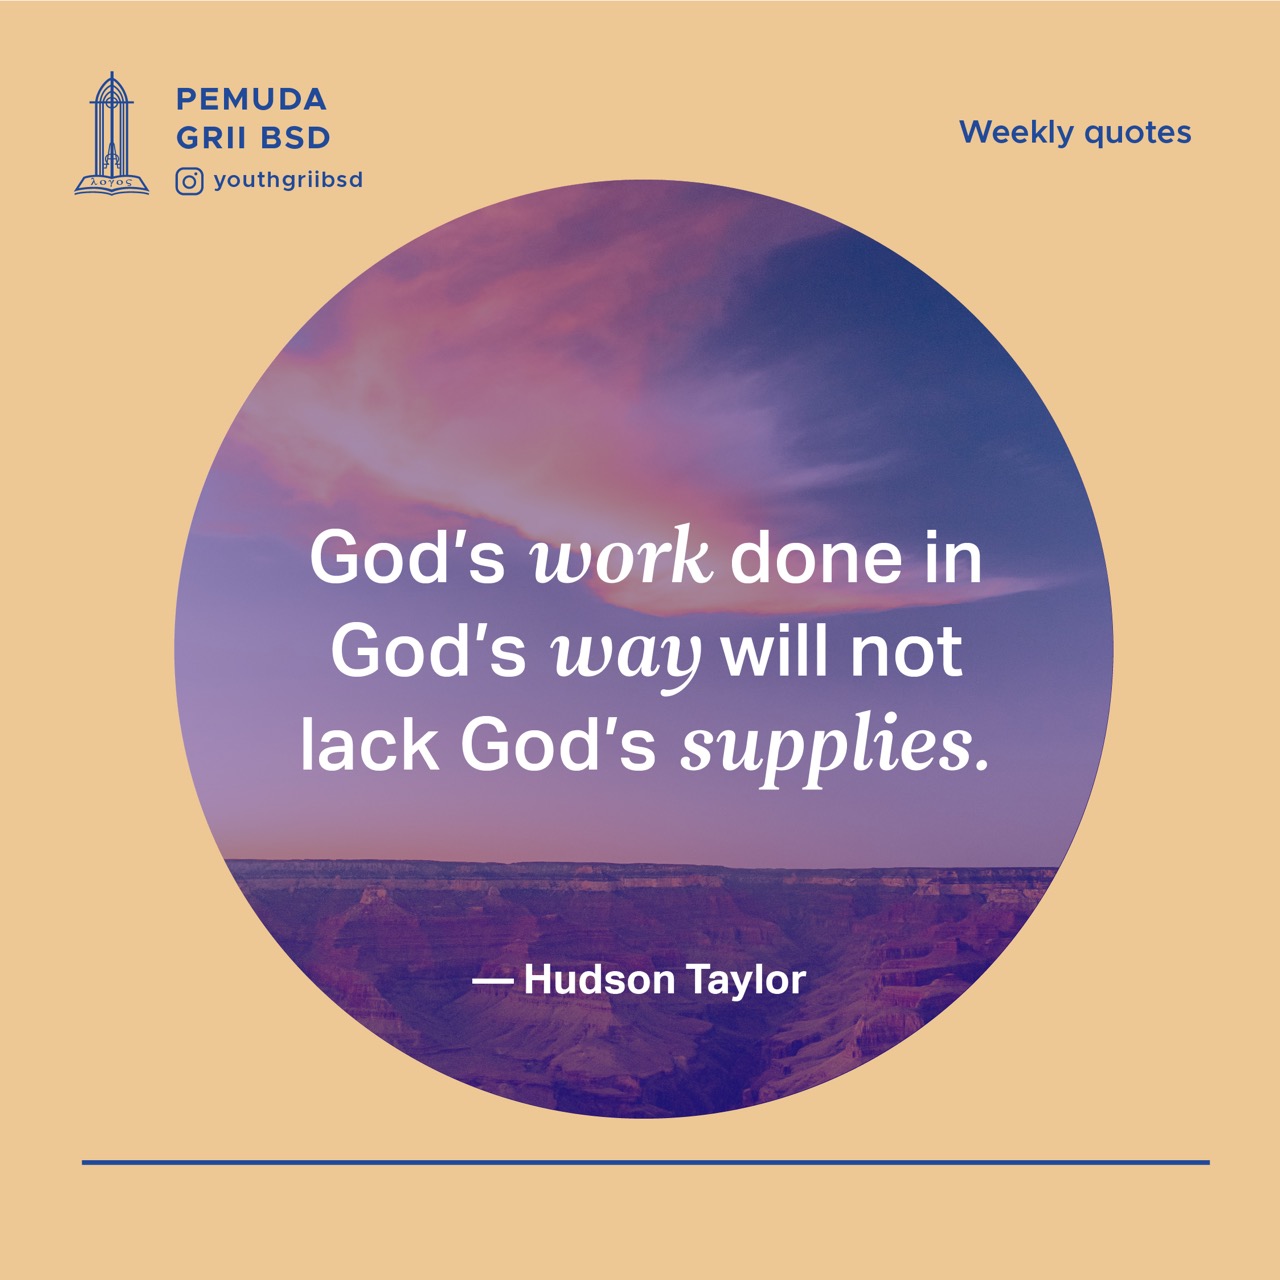 PEMUDA
GRII BSD
youthgriibsd
λογος
Weekly quotes
God's work done in
God's way will not
lack God's supplies.
— Hudson Taylor